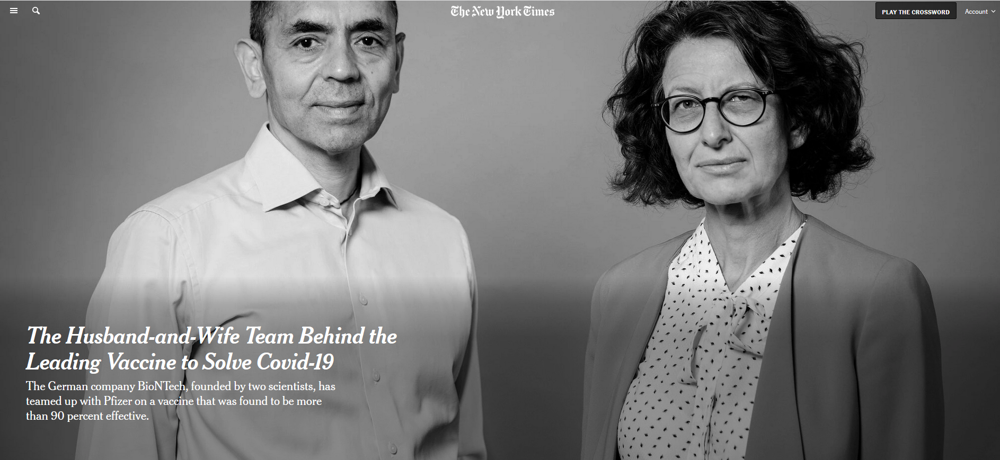 The New York Times
PLAY THE CROSSWORD
Account
The Husband-and-Wife Team Behind the
Leading Vaccine to Solve Covid-19
The German company BioNTech, founded by two scientists, has
teamed up with Pfizer on a vaccine that was found to be more
than 90 percent effective.